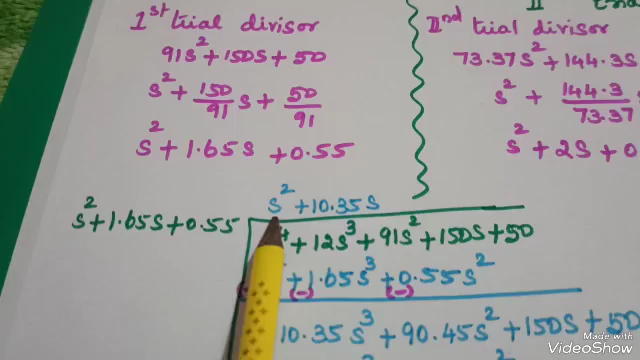 1st trial divisor
91s² + 150s + 50
s² + 150/91 s + 50/91
s² + 1.65s + 0.55
IInd trial divisor
73.37s² + 144.3s
s² + 144.3/73.37
s² + 2s + 0
s² + 10.35s
s² + 1.65s + 0.55
+ 12s³ + 91s² + 150s + 50
+ 1.65s³ + 0.55s²
(-) (-)
10.35s³ + 90.45s² + 150s + 50
Made with
VideoShow